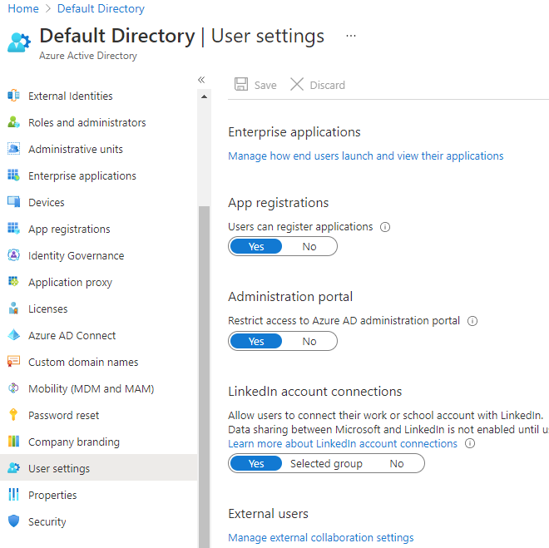 Home > Default Directory
Default Directory | User settings ...
Azure Active Directory
«
External Identities
Roles and administrators
Administrative units
Enterprise applications
Devices
App registrations
Identity Governance
Application proxy
Licenses
Azure AD Connect
Custom domain names
Mobility (MDM and MAM)
Password reset
Company branding
User settings
Properties
Security
Save Discard
Enterprise applications
Manage how end users launch and view their applications
App registrations
Users can register applications
Yes No
Administration portal
Restrict access to Azure AD administration portal
Yes No
LinkedIn account connections
Allow users to connect their work or school account with LinkedIn.
Data sharing between Microsoft and LinkedIn is not enabled until u
Learn more about LinkedIn account connections
Yes Selected group No
External users
Manage external collaboration settings